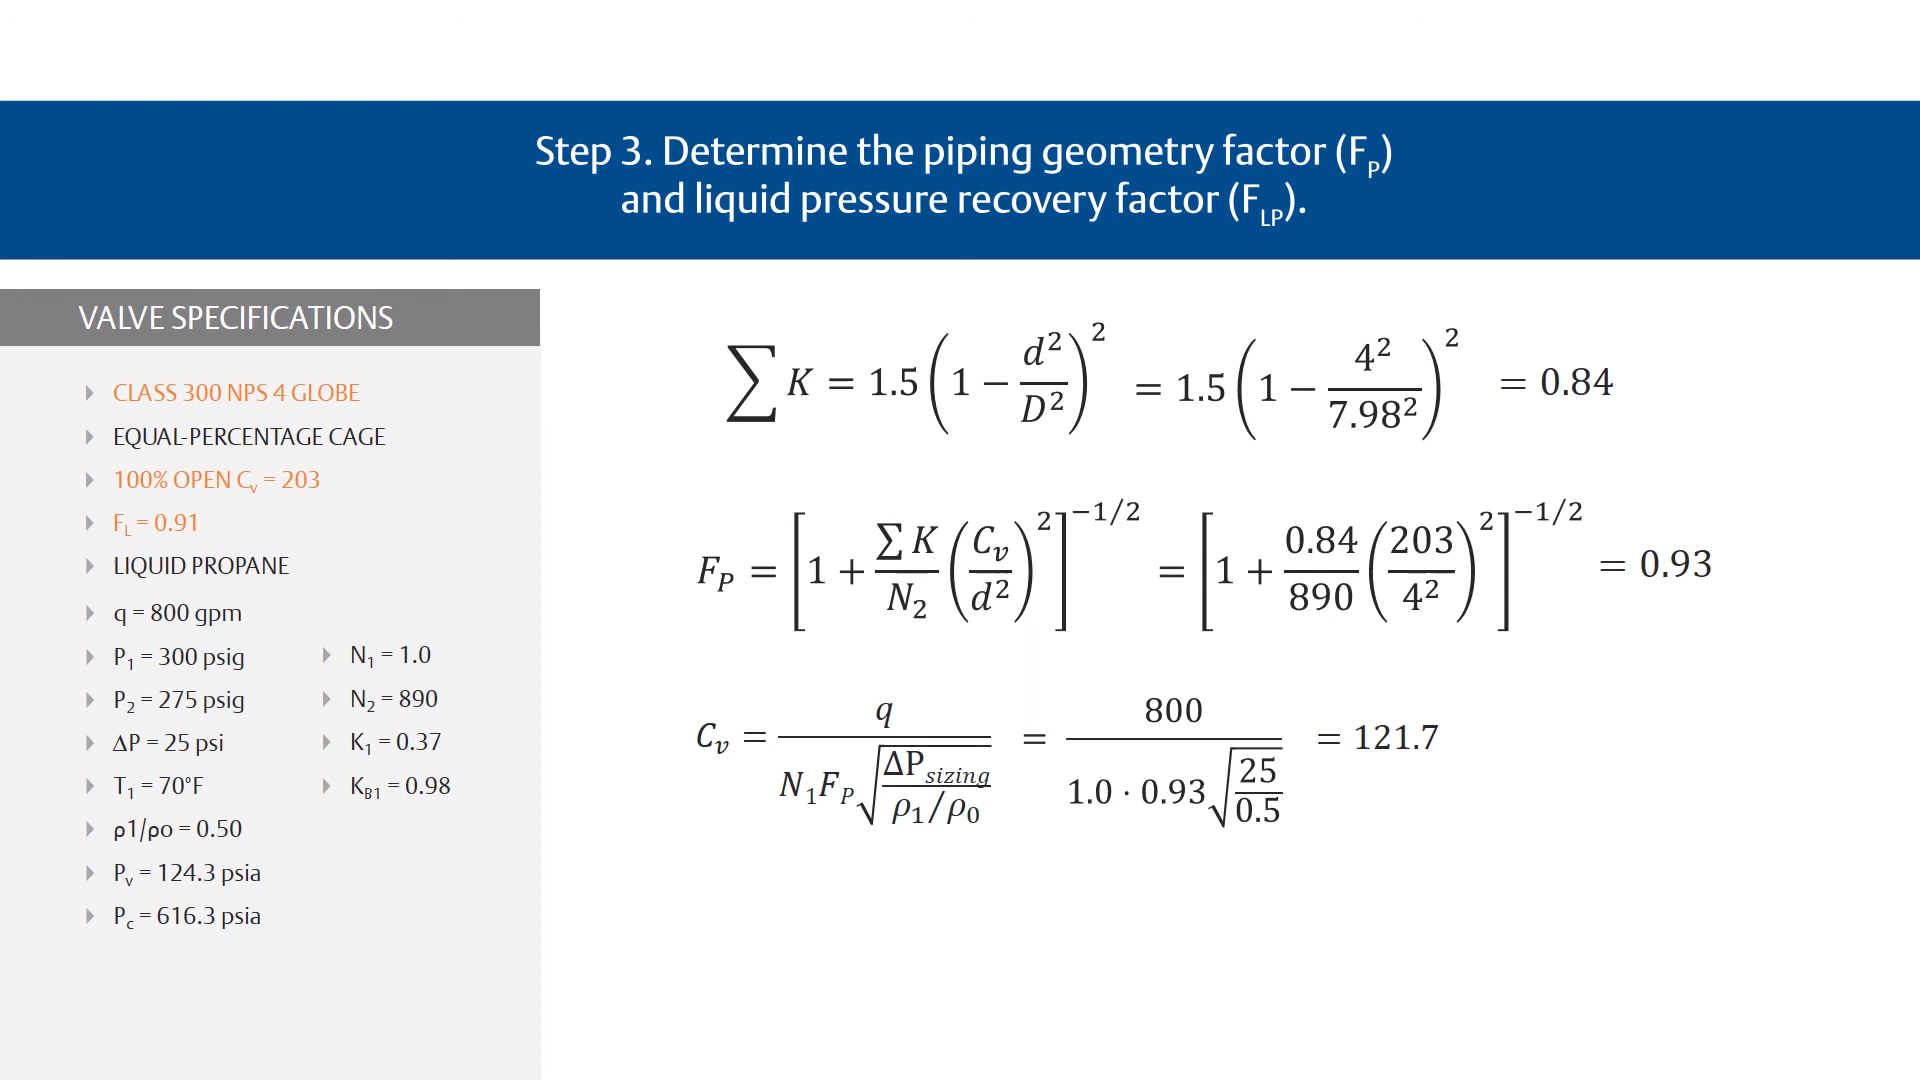 Step 3. Determine the piping geometry factor (F_P)
and liquid pressure recovery factor (F_LP).
VALVE SPECIFICATIONS
CLASS 300 NPS 4 GLOBE
EQUAL-PERCENTAGE CAGE
100% OPEN C_v = 203
F_L = 0.91
LIQUID PROPANE
q = 800 gpm
P_1 = 300 psig
P_2 = 275 psig
ΔP = 25 psi
T_1 = 70°F
ρ1/ρo = 0.50
P_v = 124.3 psia
P_c = 616.3 psia
N_1 = 1.0
N_2 = 890
K_1 = 0.37
K_B1 = 0.98
∑ K = 1.5 (1 − d²/D²)² = 1.5 (1 − 4²/7.98²)² = 0.84
F_P = [1 + ∑ K/N_2 (C_v/d²)²]^(−1/2) = [1 + 0.84/890 (203/4²)²]^(−1/2) = 0.93
C_v = q / (N_1 F_P √(ΔP_sizing / (ρ_1/ρ_0))) = 800 / (1.0 · 0.93 √(25/0.5)) = 121.7